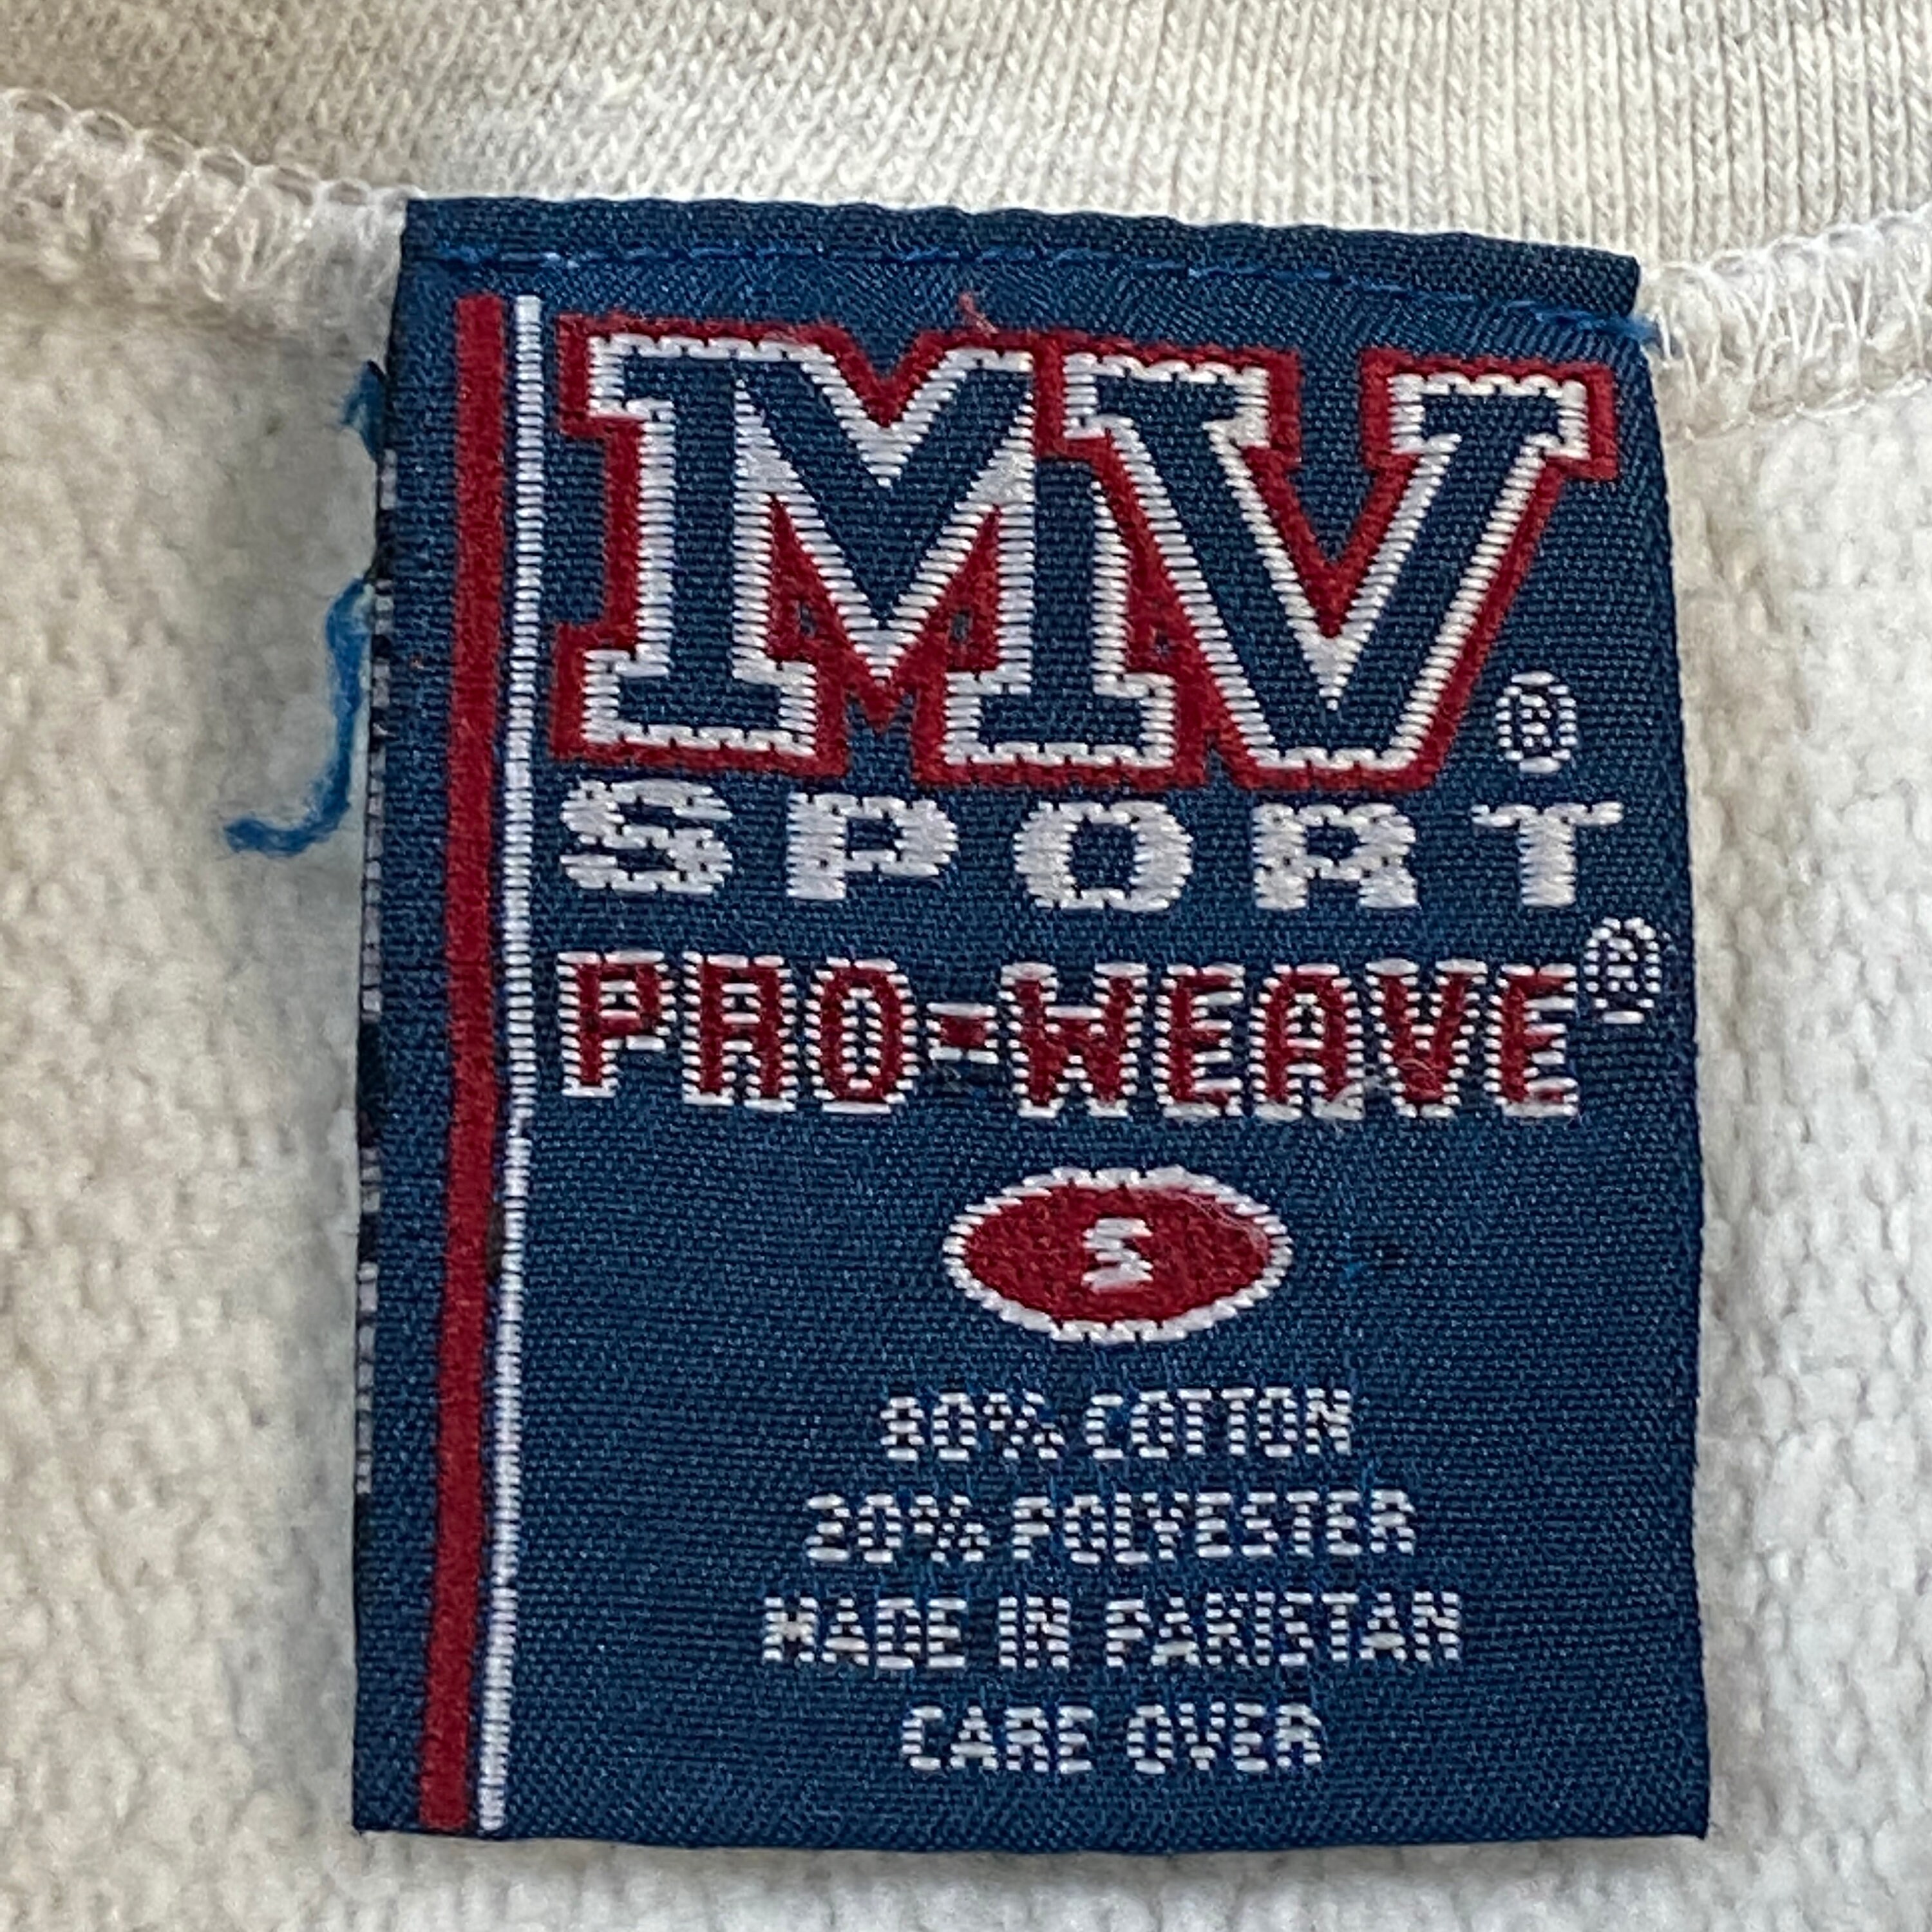 MV®
SPORT
PRO-WEAVE®
S
80% COTTON
20% POLYESTER
MADE IN PAKISTAN
CARE OVER